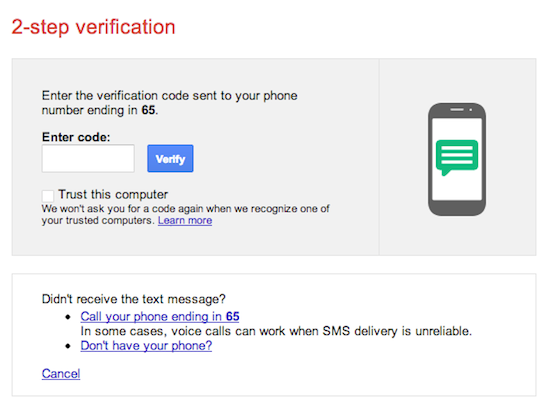 2-step verification
Enter the verification code sent to your phone
number ending in 65.
Enter code:
Verify
Trust this computer
We won't ask you for a code again when we recognize one of
your trusted computers. Learn more
Didn't receive the text message?
• Call your phone ending in 65
In some cases, voice calls can work when SMS delivery is unreliable.
• Don't have your phone?
Cancel